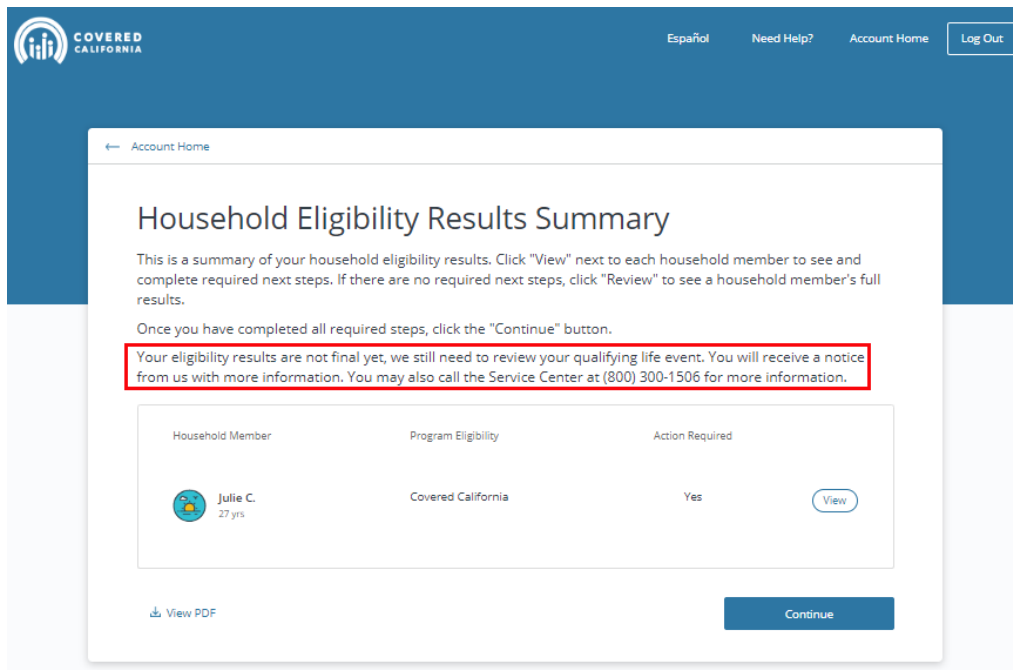 COVERED
CALIFORNIA
Español
Need Help?
Account Home
Log Out
← Account Home
Household Eligibility Results Summary
This is a summary of your household eligibility results. Click "View" next to each household member to see and
complete required next steps. If there are no required next steps, click "Review" to see a household member's full
results.
Once you have completed all required steps, click the "Continue" button.
Your eligibility results are not final yet, we still need to review your qualifying life event. You will receive a notice
from us with more information. You may also call the Service Center at (800) 300-1506 for more information.
Household Member
Program Eligibility
Action Required
Julie C.
27 yrs
Covered California
Yes
View
View PDF
Continue